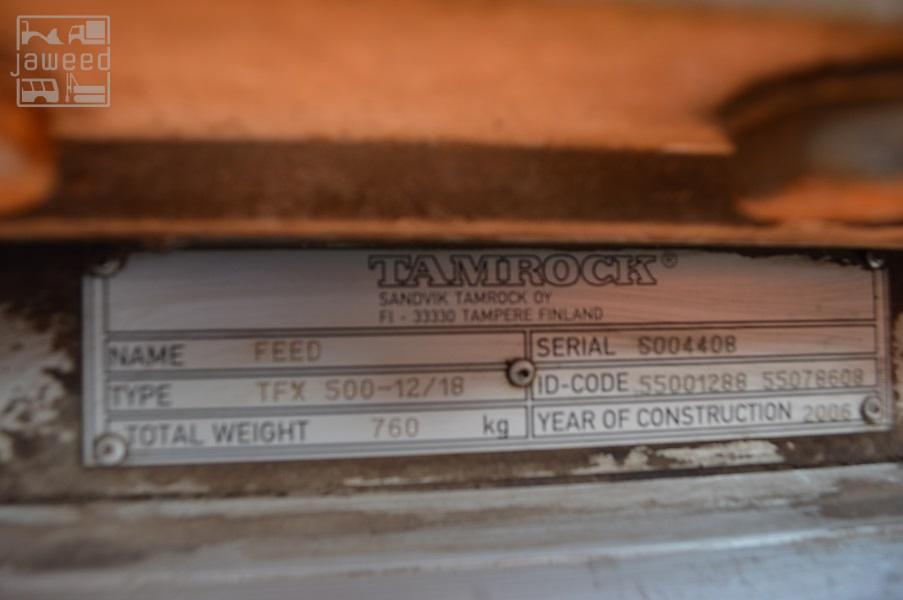 jaweed
TAMROCK®
SANDVIK TAMROCK OY
FI - 33330 TAMPERE FINLAND
NAME FEED
SERIAL S004408
TYPE TFX 500-12/18
ID-CODE 55001288 55078608
TOTAL WEIGHT 760 kg
YEAR OF CONSTRUCTION 2006